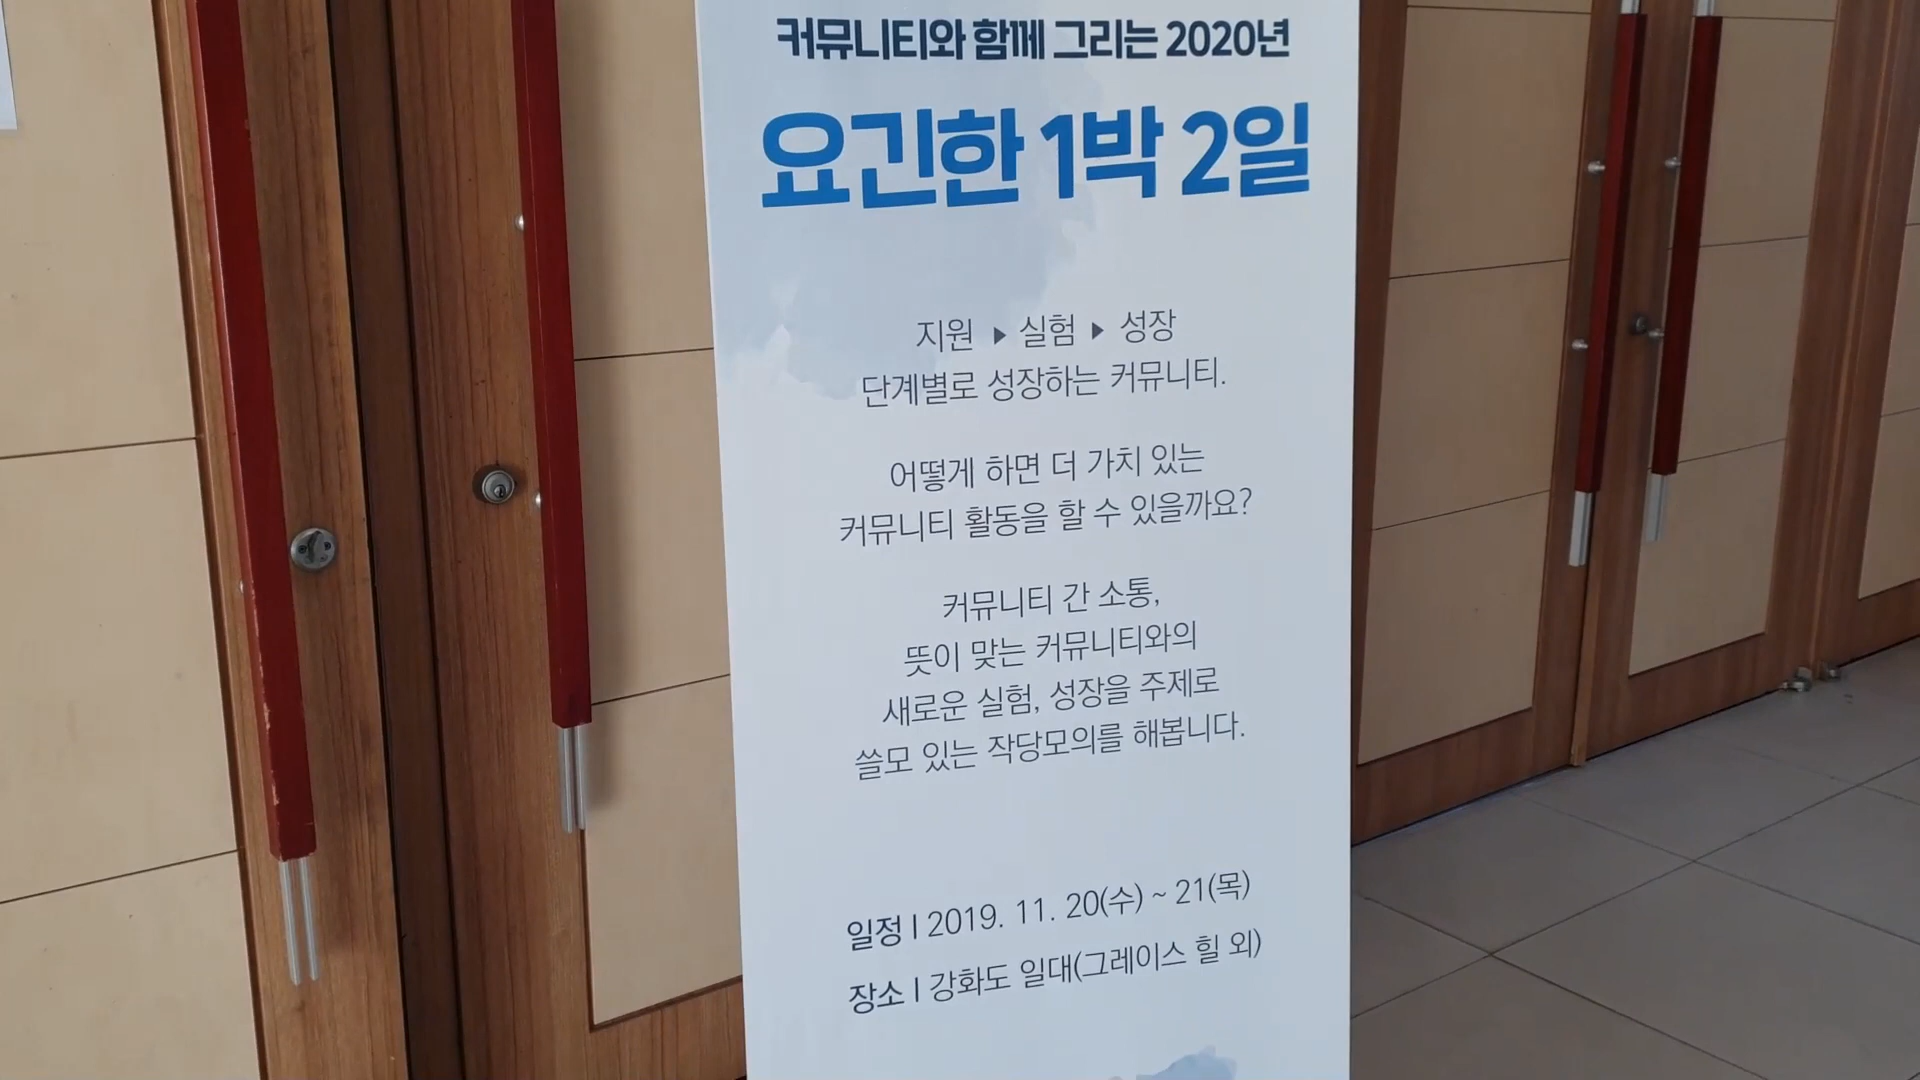 커뮤니티와 함께 그리는 2020년
요긴한 1박 2일
지원 ▶ 실험 ▶ 성장
단계별로 성장하는 커뮤니티.
어떻게 하면 더 가치 있는
커뮤니티 활동을 할 수 있을까요?
커뮤니티 간 소통,
뜻이 맞는 커뮤니티와의
새로운 실험, 성장을 주제로
쓸모 있는 작당모의를 해봅니다.
일정 | 2019. 11. 20(수) ~ 21(목)
장소 | 강화도 일대(그레이스 힐 외)